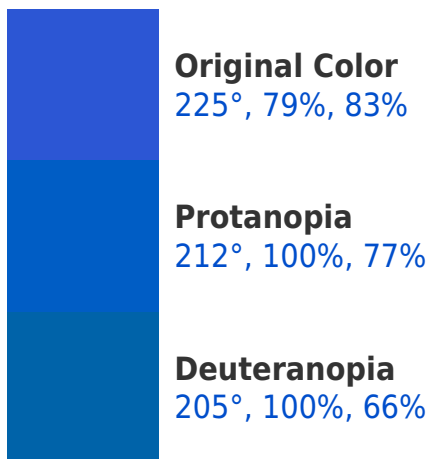 Original Color
225°, 79%, 83%
Protanopia
212°, 100%, 77%
Deuteranopia
205°, 100%, 66%